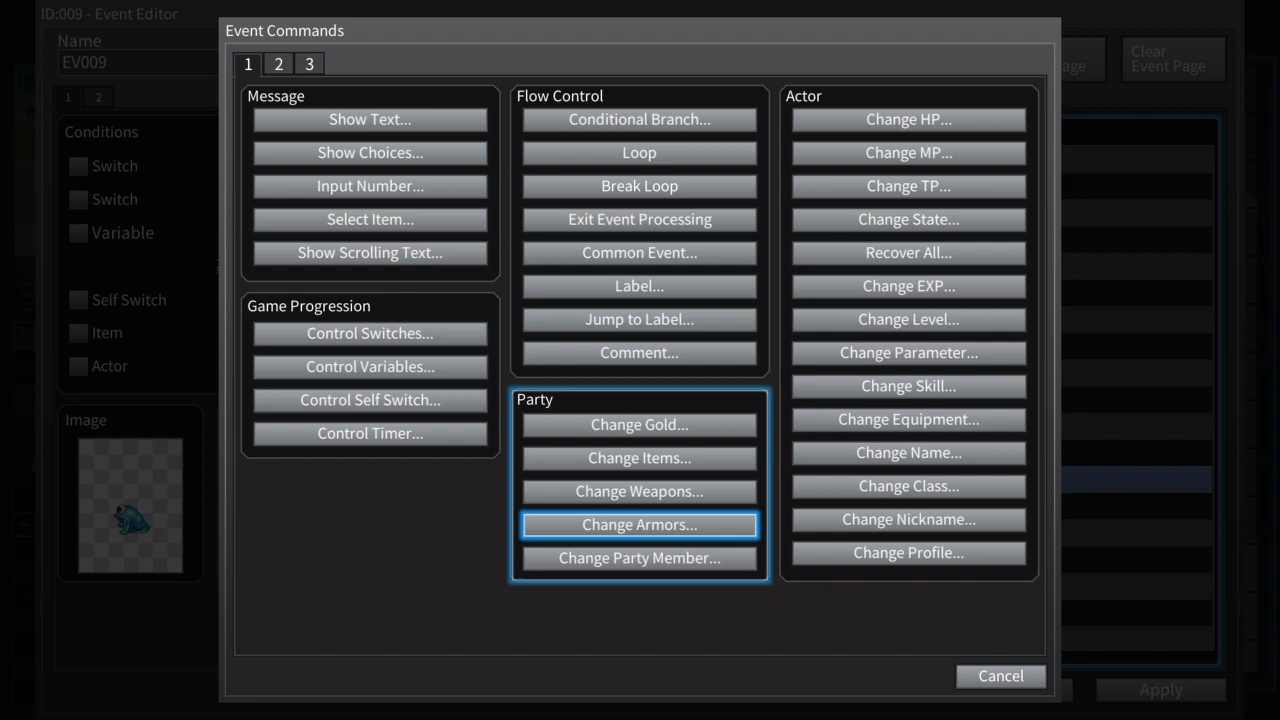 ID:009 - Event Editor
Name
EV009
1 2
Conditions
Switch
Switch
Variable
Self Switch
Item
Actor
Image
Event Commands
1 2 3
Message
Show Text...
Show Choices...
Input Number...
Select Item...
Show Scrolling Text...
Game Progression
Control Switches...
Control Variables...
Control Self Switch...
Control Timer...
Flow Control
Conditional Branch...
Loop
Break Loop
Exit Event Processing
Common Event...
Label...
Jump to Label...
Comment...
Party
Change Gold...
Change Items...
Change Weapons...
Change Armors...
Change Party Member...
Actor
Change HP...
Change MP...
Change TP...
Change State...
Recover All...
Change EXP...
Change Level...
Change Parameter...
Change Skill...
Change Equipment...
Change Name...
Change Class...
Change Nickname...
Change Profile...
Cancel
age
Clear
Event Page
Apply